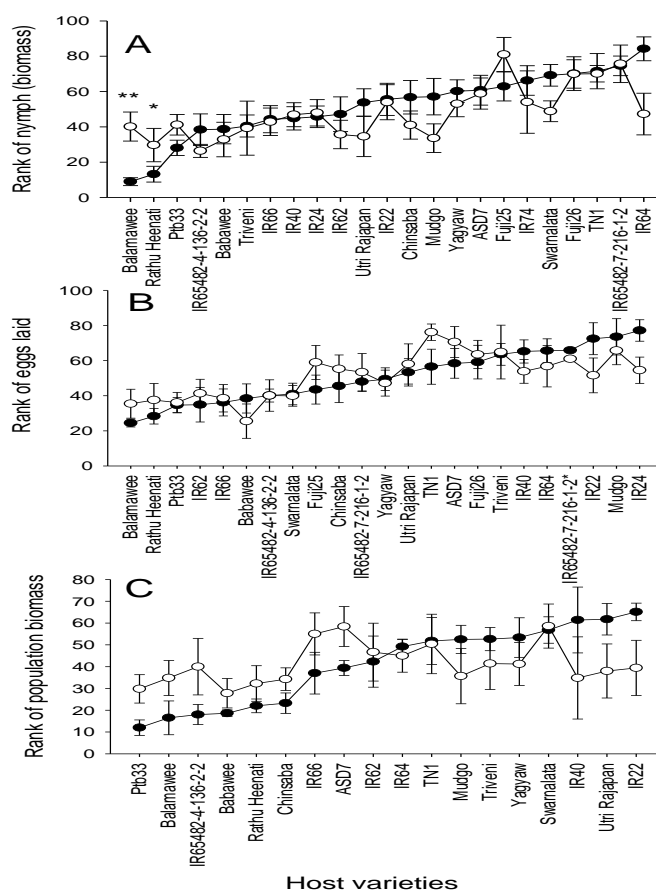 A
Rank of nymph (biomass)
100
80
60
40
20
0
**
*
Balamawee
Rathu Heenati
Ptb33
IR65482-4-136-2-2
Babawee
Triveni
IR66
IR40
IR24
IR62
Utri Rajapan
IR22
Chinsaba
Mudgo
Yagyaw
ASD7
Fuji25
IR74
Swarnalata
Fuji26
TN1
IR65482-7-216-1-2
IR64
B
Rank of eggs laid
100
80
60
40
20
0
Balamawee
Rathu Heenati
Ptb33
IR62
IR66
Babawee
IR65482-4-136-2-2
Swarnalata
Fuji25
Chinsaba
IR65482-7-216-1-2
Yagyaw
Utri Rajapan
TN1
ASD7
Fuji26
Triveni
IR40
IR64
IR65482-7-216-1-2*
IR22
Mudgo
IR24
C
Rank of population biomass
80
70
60
50
40
30
20
10
0
Ptb33
Balamawee
IR65482-4-136-2-2
Babawee
Rathu Heenati
Chinsaba
IR66
ASD7
IR62
IR64
TN1
Mudgo
Triveni
Yagyaw
Swarnalata
IR40
Utri Rajapan
IR22
Host varieties